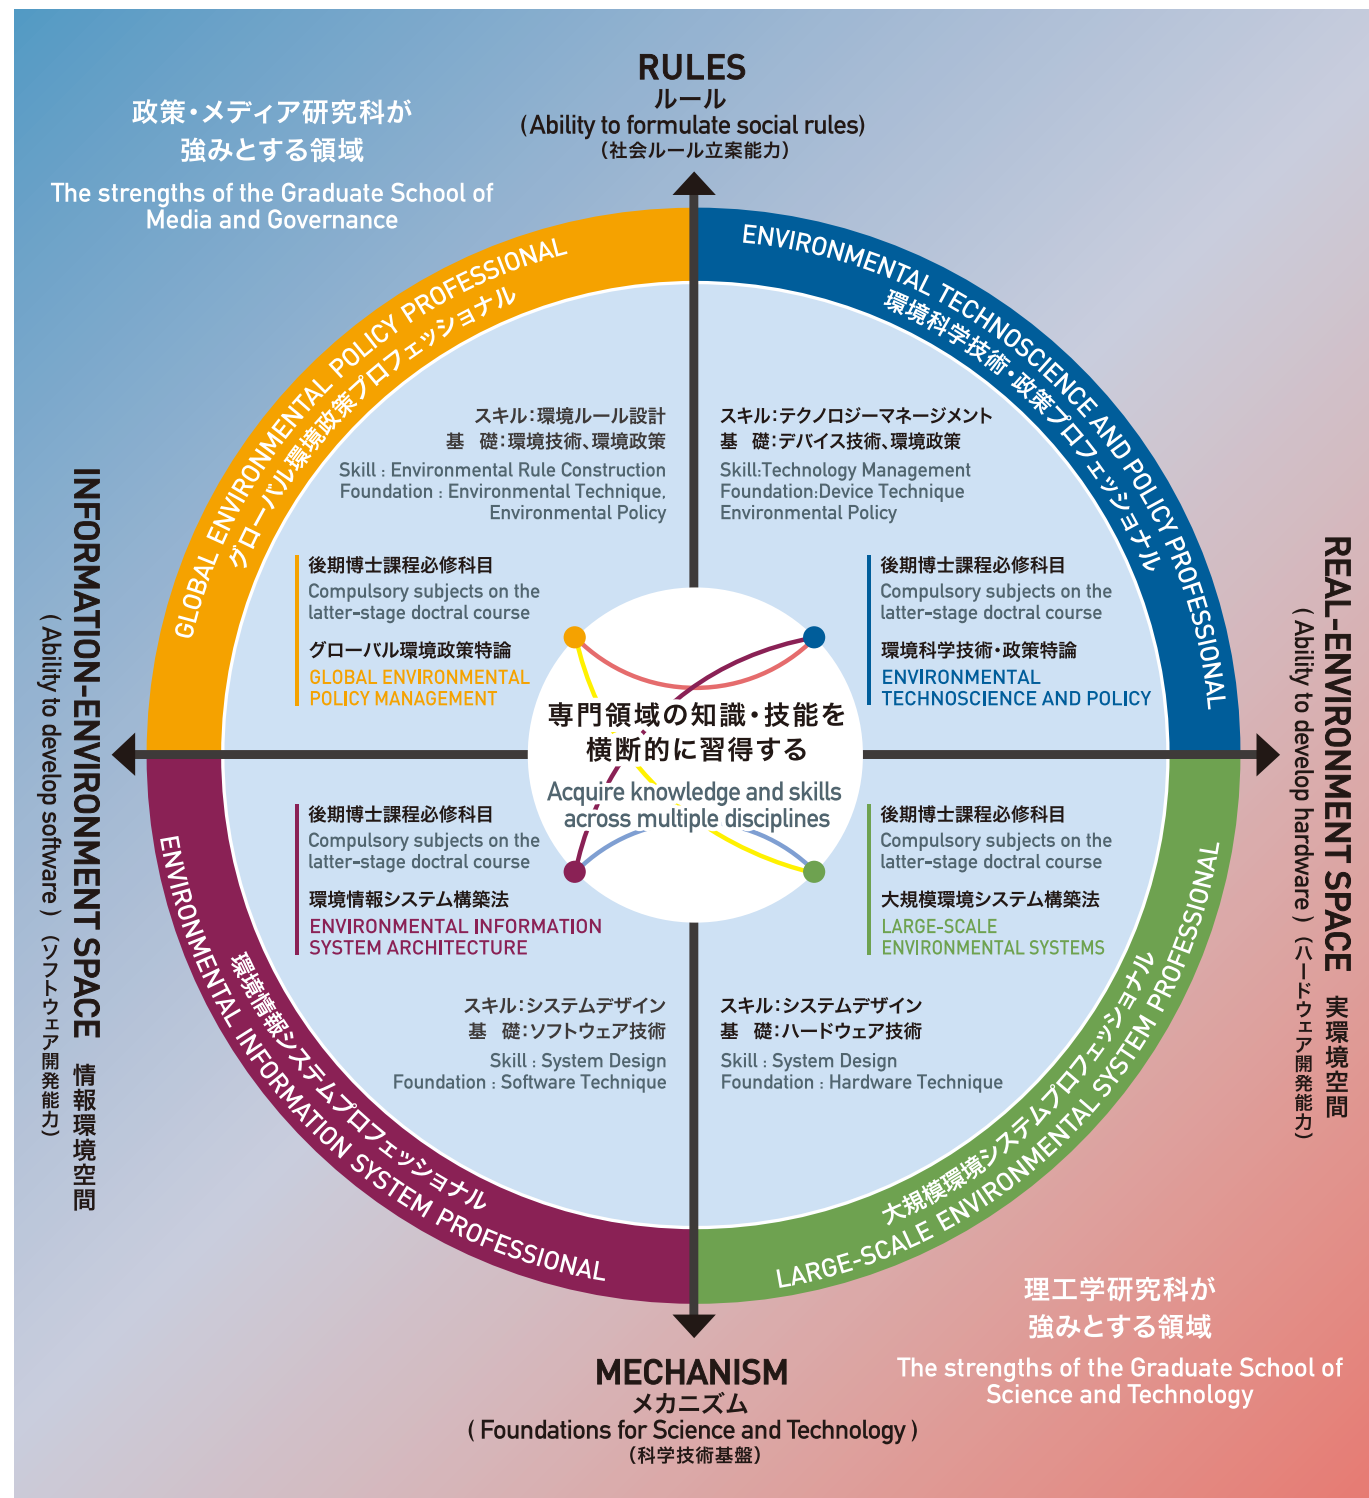 RULES
ルール
(Ability to formulate social rules)
(社会ルール立案能力)
政策・メディア研究科が
強みとする領域
The strengths of the Graduate School of
Media and Governance
GLOBAL ENVIRONMENTAL POLICY PROFESSIONAL
グローバル環境政策プロフェッショナル
ENVIRONMENTAL TECHNOSCIENCE AND POLICY PROFESSIONAL
環境科学技術・政策プロフェッショナル
スキル:環境ルール設計
基 礎:環境技術、環境政策
Skill : Environmental Rule Construction
Foundation : Environmental Technique,
Environmental Policy
スキル:テクノロジーマネージメント
基 礎:デバイス技術、環境政策
Skill:Technology Management
Foundation:Device Technique
Environmental Policy
後期博士課程必修科目
Compulsory subjects on the
latter-stage doctral course
グローバル環境政策特論
GLOBAL ENVIRONMENTAL
POLICY MANAGEMENT
後期博士課程必修科目
Compulsory subjects on the
latter-stage doctral course
環境科学技術・政策特論
ENVIRONMENTAL
TECHNOSCIENCE AND POLICY
INFORMATION-ENVIRONMENT SPACE 情報環境空間
( Ability to develop software ) (ソフトウェア開発能力)
REAL-ENVIRONMENT SPACE 実環境空間
( Ability to develop hardware ) (ハードウェア開発能力)
専門領域の知識・技能を
横断的に習得する
Acquire knowledge and skills
across multiple disciplines
後期博士課程必修科目
Compulsory subjects on the
latter-stage doctral course
環境情報システム構築法
ENVIRONMENTAL INFORMATION
SYSTEM ARCHITECTURE
後期博士課程必修科目
Compulsory subjects on the
latter-stage doctral course
大規模環境システム構築法
LARGE-SCALE
ENVIRONMENTAL SYSTEMS
スキル:システムデザイン
基 礎:ソフトウェア技術
Skill : System Design
Foundation : Software Technique
スキル:システムデザイン
基 礎:ハードウェア技術
Skill : System Design
Foundation : Hardware Technique
環境情報システムプロフェッショナル
ENVIRONMENTAL INFORMATION SYSTEM PROFESSIONAL
大規模環境システムプロフェッショナル
LARGE-SCALE ENVIRONMENTAL SYSTEM PROFESSIONAL
理工学研究科が
強みとする領域
The strengths of the Graduate School of
Science and Technology
MECHANISM
メカニズム
( Foundations for Science and Technology )
(科学技術基盤)